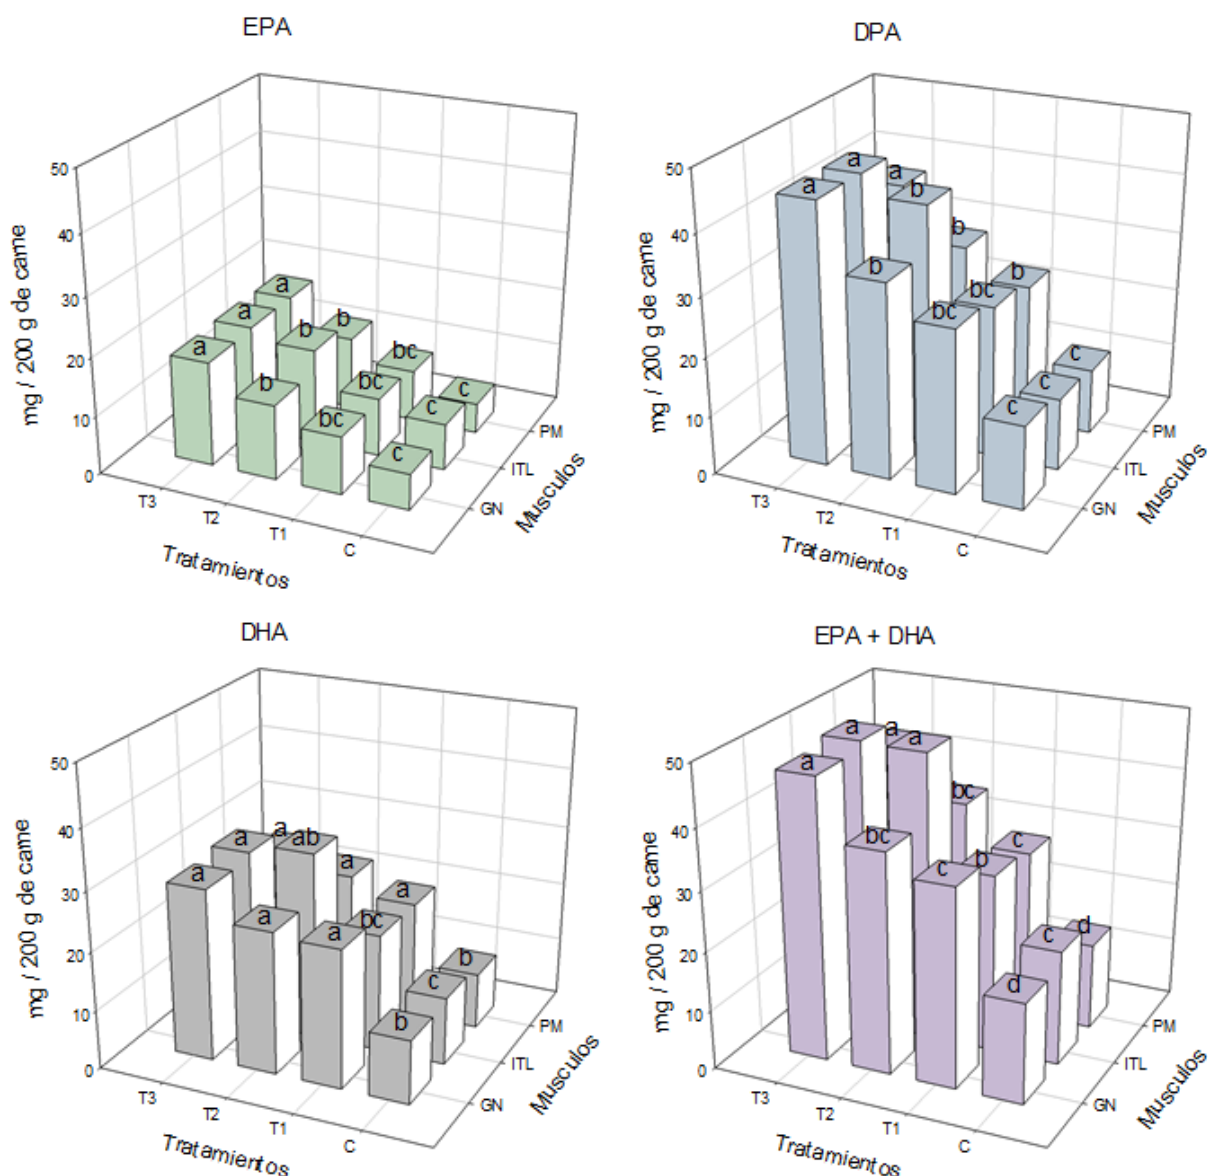 EPA
50
40
30
20
10
0
mg / 200 g de carne
a
a
a
b
b
b
bc
bc
bc
c
c
c
T3
T2
T1
C
Tratamientos
PM
ITL
GN
Musculos
DPA
50
40
30
20
10
0
mg / 200 g de carne
a
a
a
b
b
b
b
bc
bc
c
c
c
T3
T2
T1
C
Tratamientos
PM
ITL
GN
Musculos
DHA
50
40
30
20
10
0
mg / 200 g de carne
a
a
a
ab
a
a
a
bc
a
b
c
b
T3
T2
T1
C
Tratamientos
PM
ITL
GN
Musculos
EPA + DHA
50
40
30
20
10
0
mg / 200 g de carne
a
a
a
a
bc
bc
c
b
c
d
c
d
T3
T2
T1
C
Tratamientos
PM
ITL
GN
Musculos